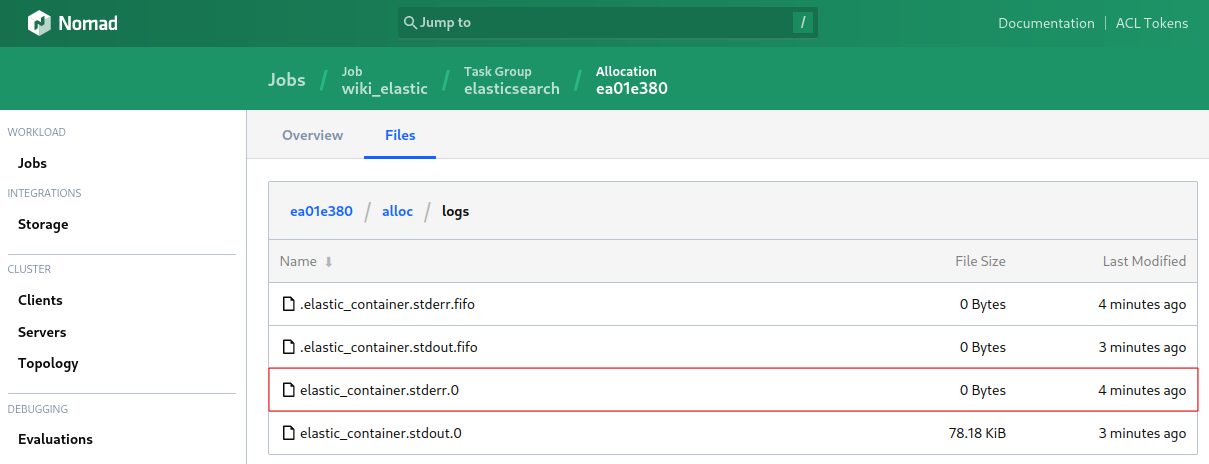 Nomad
Jump to /
Documentation | ACL Tokens
Jobs / Job wiki_elastic / Task Group elasticsearch / Allocation ea01e380
WORKLOAD
Jobs
INTEGRATIONS
Storage
CLUSTER
Clients
Servers
Topology
DEBUGGING
Evaluations
Overview Files
ea01e380 / alloc / logs
Name File Size Last Modified
.elastic_container.stderr.fifo 0 Bytes 4 minutes ago
.elastic_container.stdout.fifo 0 Bytes 3 minutes ago
elastic_container.stderr.0 0 Bytes 4 minutes ago
elastic_container.stdout.0 78.18 KiB 3 minutes ago